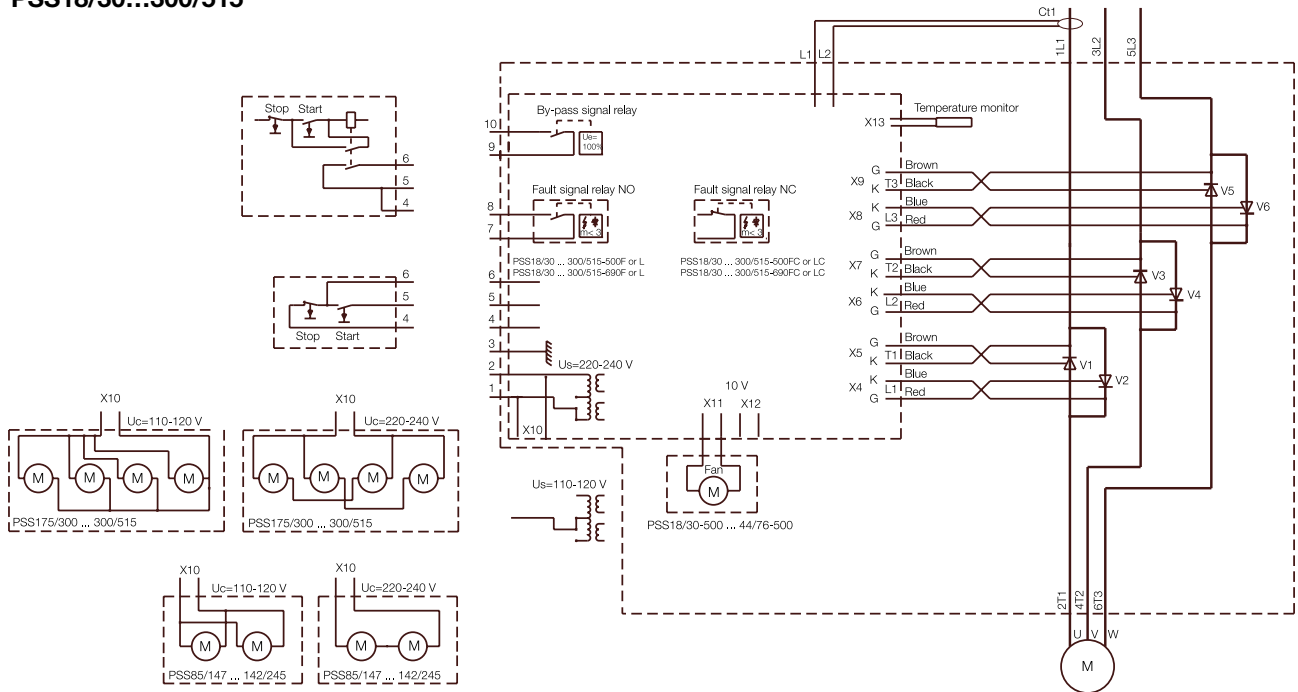 PSS18/30...300/515
Ct1
1L1
3L2
5L3
L1 L2
Stop Start
6
5
4
By-pass signal relay
10
9
Ue=
100%
Temperature monitor
X13
Fault signal relay NO
8
7
m< 3
PSS18/30 ... 300/515-500F or L
PSS18/30 ... 300/515-690F or L
Fault signal relay NC
m< 3
PSS18/30 ... 300/515-500FC or LC
PSS18/30 ... 300/515-690FC or LC
X9
G Brown
K T3 Black
X8
K Blue
G L3 Red
V5
V6
X7
G Brown
K T2 Black
X6
K Blue
G L2 Red
V3
V4
X5
G Brown
K T1 Black
X4
K Blue
G L1 Red
V1
V2
6
5
4
Stop Start
6
5
4
3
2
1
Us=220-240 V
X10
10 V
X11 X12
Fan
M
PSS18/30-500 ... 44/76-500
Us=110-120 V
X10
Uc=110-120 V
M M M M
PSS175/300 ... 300/515
X10
Uc=220-240 V
M M M M
PSS175/300 ... 300/515
X10
Uc=110-120 V
M M
PSS85/147 ... 142/245
X10
Uc=220-240 V
M M
PSS85/147 ... 142/245
2T1
4T2
6T3
U V W
M